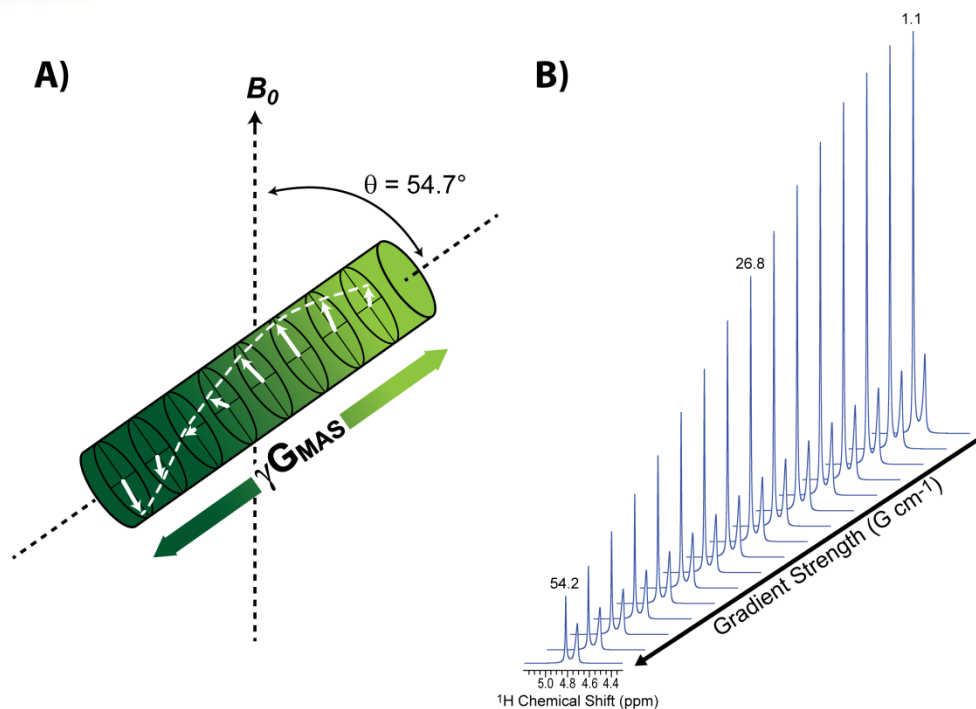 A)
B₀
θ = 54.7°
γGMAS
B)
1.1
26.8
54.2
Gradient Strength (G cm⁻¹)
5.0 4.8 4.6 4.4
¹H Chemical Shift (ppm)